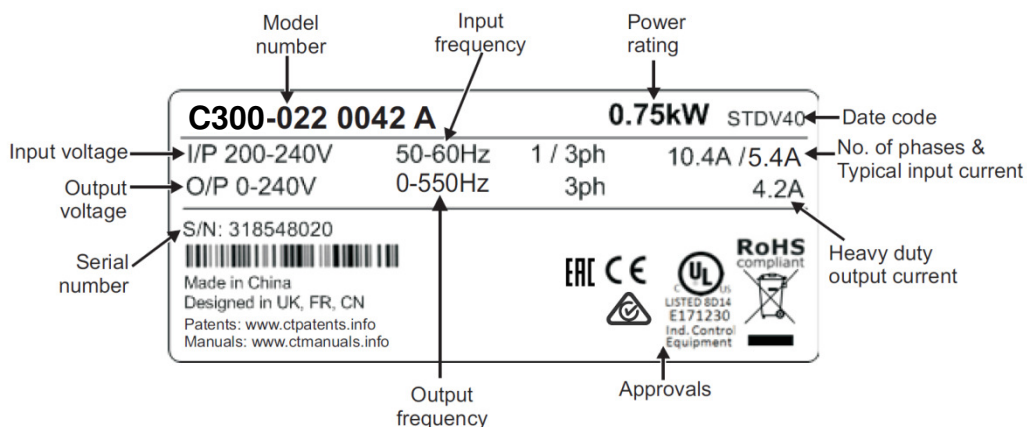 Model number
Input frequency
Power rating
C300-022 0042 A
0.75kW
STDV40
Date code
Input voltage
I/P 200-240V
50-60Hz
1 / 3ph
10.4A /5.4A
No. of phases &
Typical input current
Output voltage
O/P 0-240V
0-550Hz
3ph
4.2A
Heavy duty
output current
Serial number
S/N: 318548020
Made in China
Designed in UK, FR, CN
Patents: www.ctpatents.info
Manuals: www.ctmanuals.info
EAC CE
C UL US
LISTED 8D14
E171230
Ind. Control
Equipment
RoHS
compliant
Output frequency
Approvals